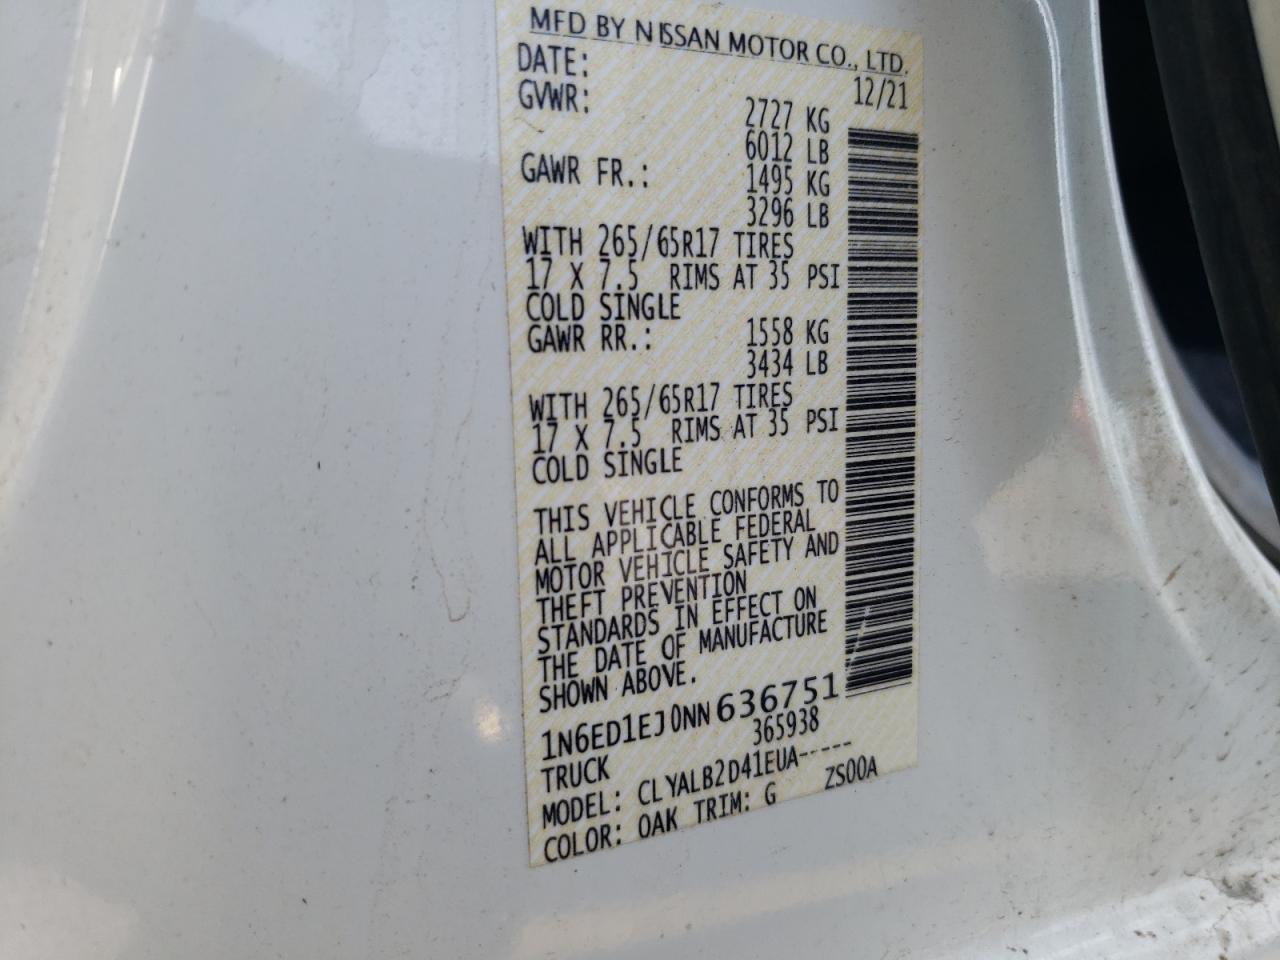 MFD BY NISSAN MOTOR CO., LTD.
DATE: 12/21
GVWR: 2727 KG
6012 LB
GAWR FR.: 1495 KG
3296 LB
WITH 265/65R17 TIRES
17 X 7.5 RIMS AT 35 PSI
COLD SINGLE
GAWR RR.: 1558 KG
3434 LB
WITH 265/65R17 TIRES
17 X 7.5 RIMS AT 35 PSI
COLD SINGLE
THIS VEHICLE CONFORMS TO
ALL APPLICABLE FEDERAL
MOTOR VEHICLE SAFETY AND
THEFT PREVENTION
STANDARDS IN EFFECT ON
THE DATE OF MANUFACTURE
SHOWN ABOVE.
1N6ED1EJ0NN636751
TRUCK 365938
MODEL: CLYALB2D41EUA-----
COLOR: QAK TRIM: G ZS00A